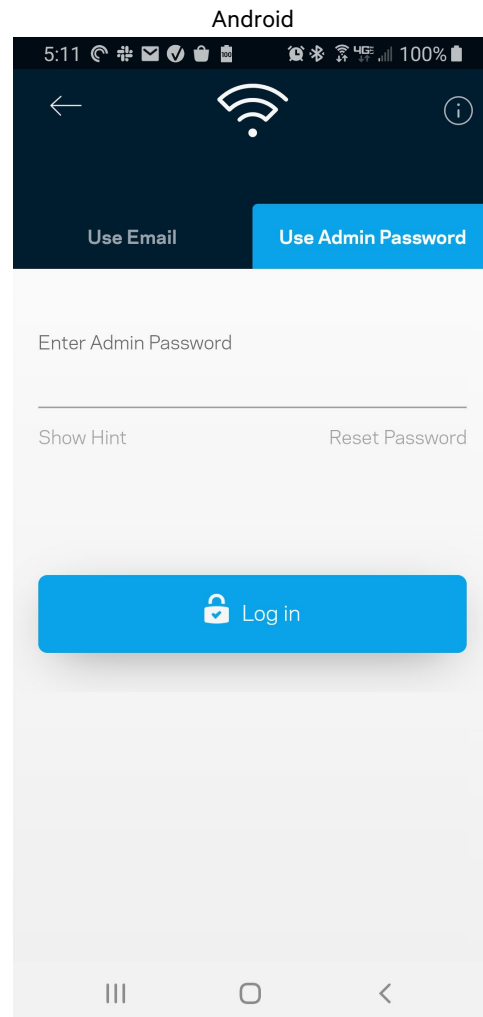 Android
5:11 100%
Use Email Use Admin Password
Enter Admin Password
Show Hint Reset Password
Log in